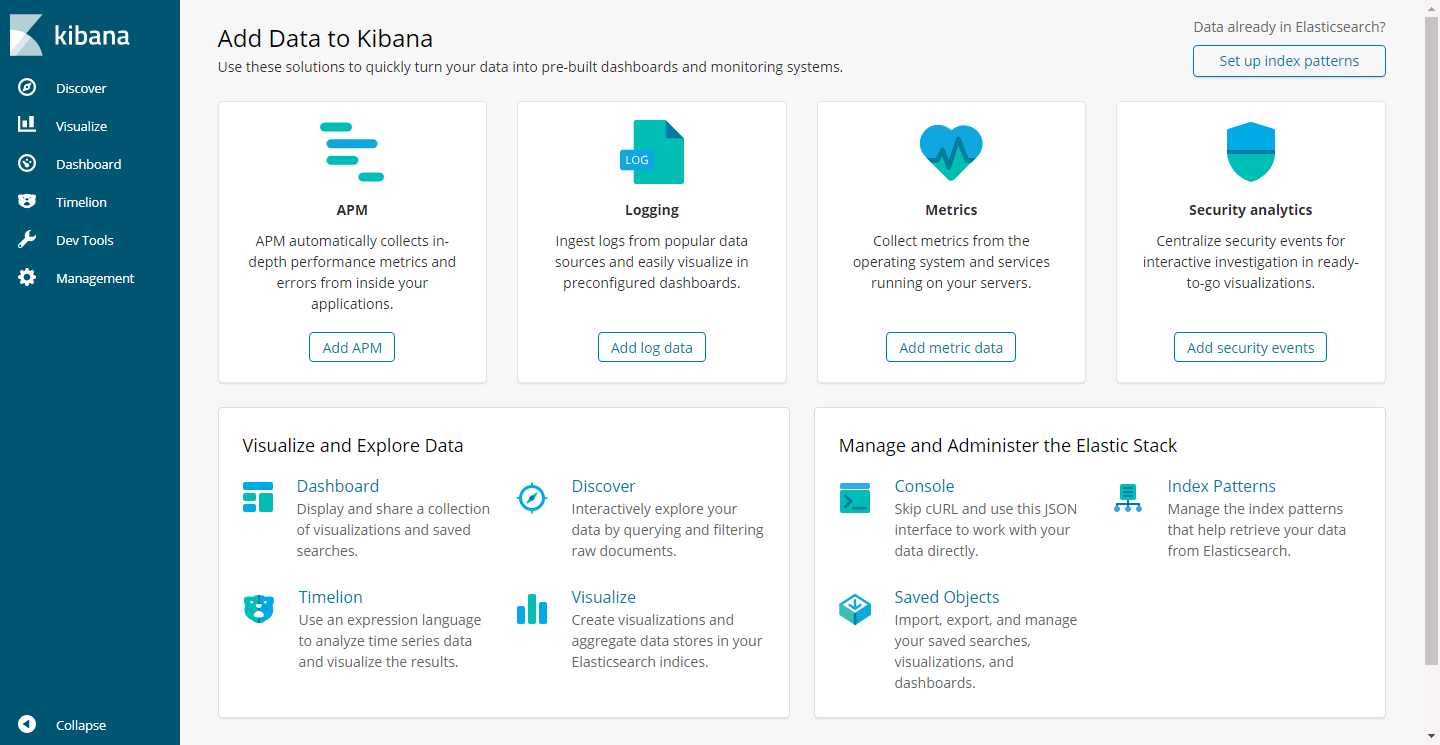 kibana
Discover
Visualize
Dashboard
Timelion
Dev Tools
Management
Collapse
Add Data to Kibana
Use these solutions to quickly turn your data into pre-built dashboards and monitoring systems.
Data already in Elasticsearch?
Set up index patterns
APM
APM automatically collects in-
depth performance metrics and
errors from inside your
applications.
Add APM
LOG
Logging
Ingest logs from popular data
sources and easily visualize in
preconfigured dashboards.
Add log data
Metrics
Collect metrics from the
operating system and services
running on your servers.
Add metric data
Security analytics
Centralize security events for
interactive investigation in ready-
to-go visualizations.
Add security events
Visualize and Explore Data
Dashboard
Display and share a collection
of visualizations and saved
searches.
Discover
Interactively explore your
data by querying and filtering
raw documents.
Timelion
Use an expression language
to analyze time series data
and visualize the results.
Visualize
Create visualizations and
aggregate data stores in your
Elasticsearch indices.
Manage and Administer the Elastic Stack
Console
Skip cURL and use this JSON
interface to work with your
data directly.
Index Patterns
Manage the index patterns
that help retrieve your data
from Elasticsearch.
Saved Objects
Import, export, and manage
your saved searches,
visualizations, and
dashboards.